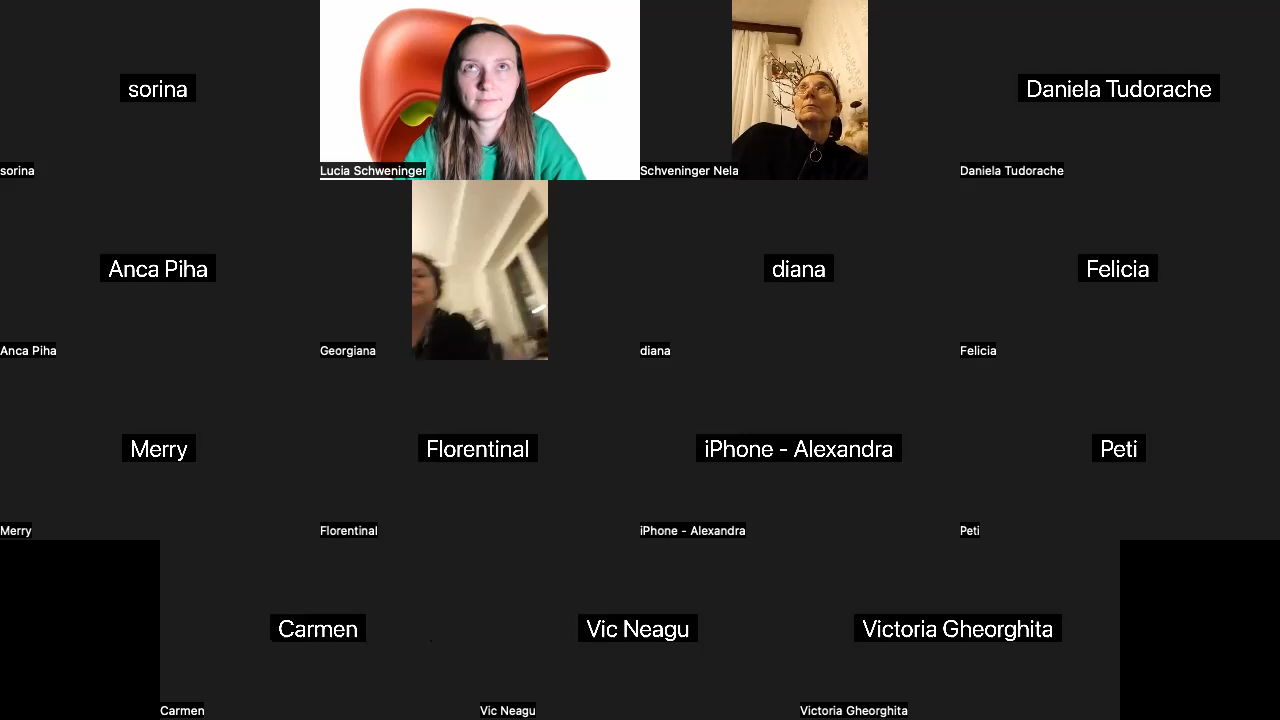 sorina
Daniela Tudorache
sorina
Lucia Schweninger
Schveninger Nela
Daniela Tudorache
Anca Piha
diana
Felicia
Anca Piha
Georgiana
diana
Felicia
Merry
Florentinal
iPhone - Alexandra
Peti
Merry
Florentinal
iPhone - Alexandra
Peti
Carmen
Vic Neagu
Victoria Gheorghita
Carmen
Vic Neagu
Victoria Gheorghita